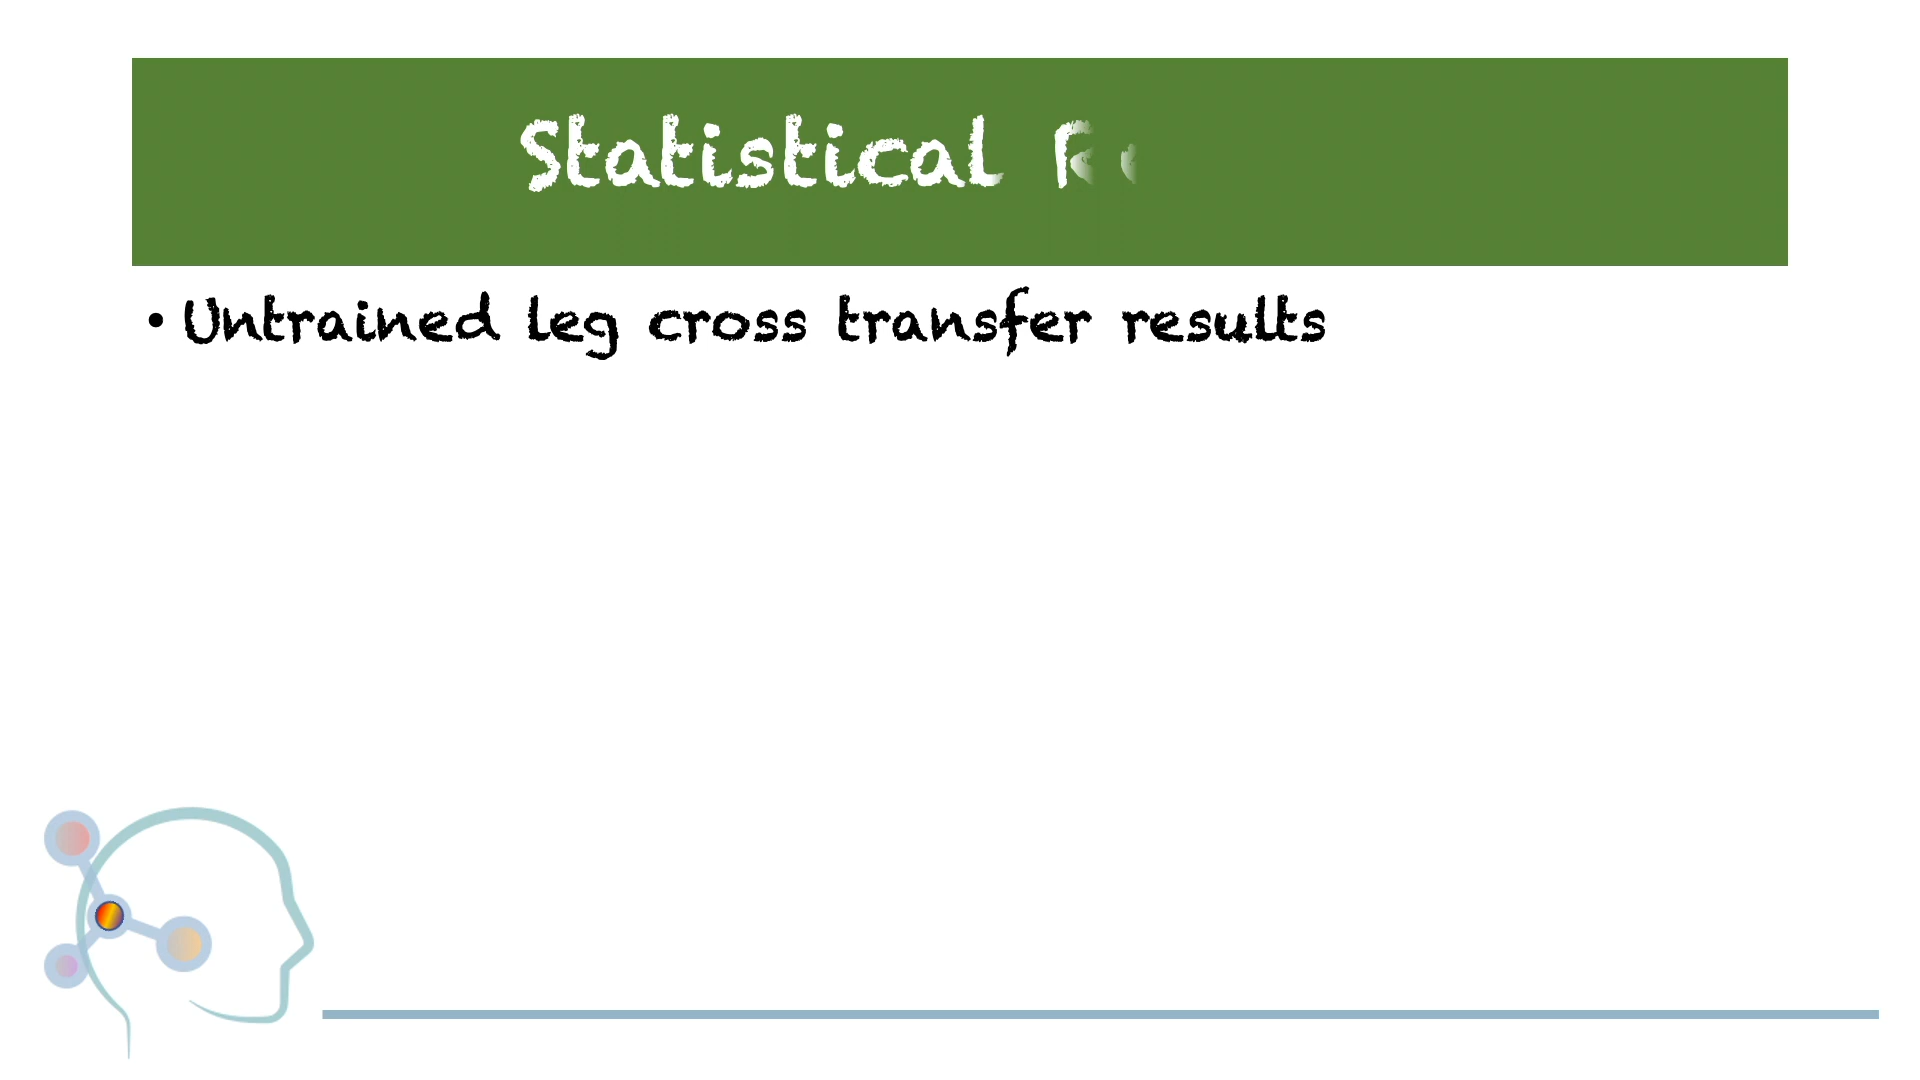 Statistical
• Untrained leg cross transfer results